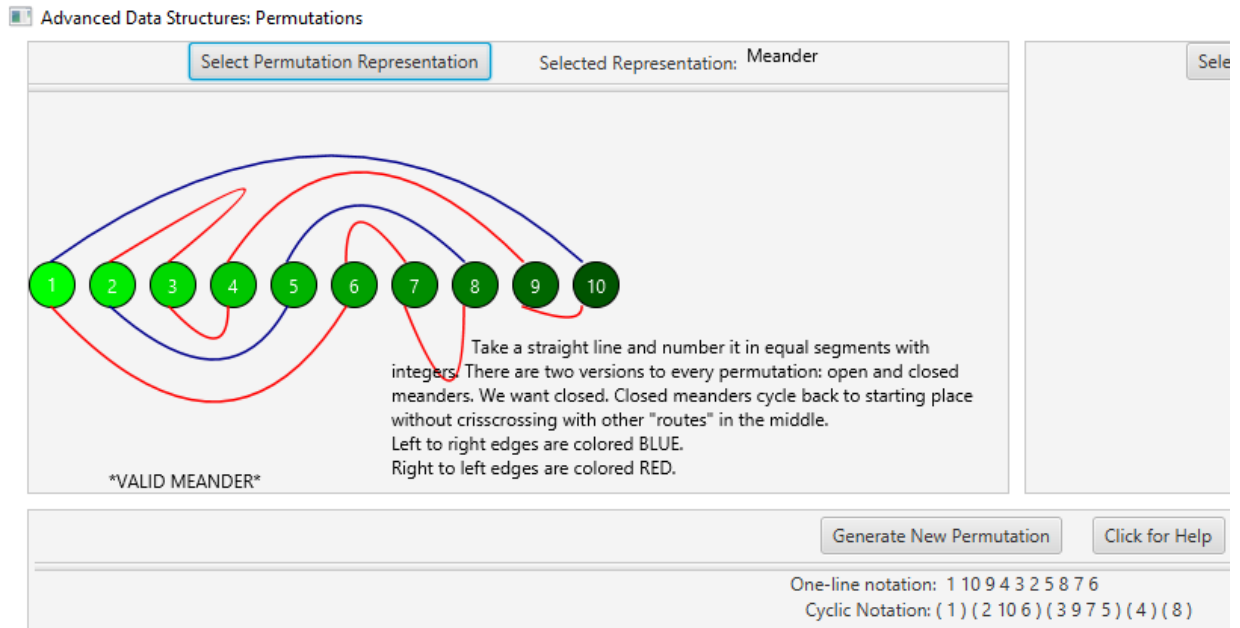 Advanced Data Structures: Permutations
Select Permutation Representation
Selected Representation: Meander
Sele
1 2 3 4 5 6 7 8 9 10
Take a straight line and number it in equal segments with
integers. There are two versions to every permutation: open and closed
meanders. We want closed. Closed meanders cycle back to starting place
without crisscrossing with other "routes" in the middle.
Left to right edges are colored BLUE.
Right to left edges are colored RED.
*VALID MEANDER*
Generate New Permutation
Click for Help
One-line notation: 1 10 9 4 3 2 5 8 7 6
Cyclic Notation: ( 1 ) ( 2 10 6 ) ( 3 9 7 5 ) ( 4 ) ( 8 )